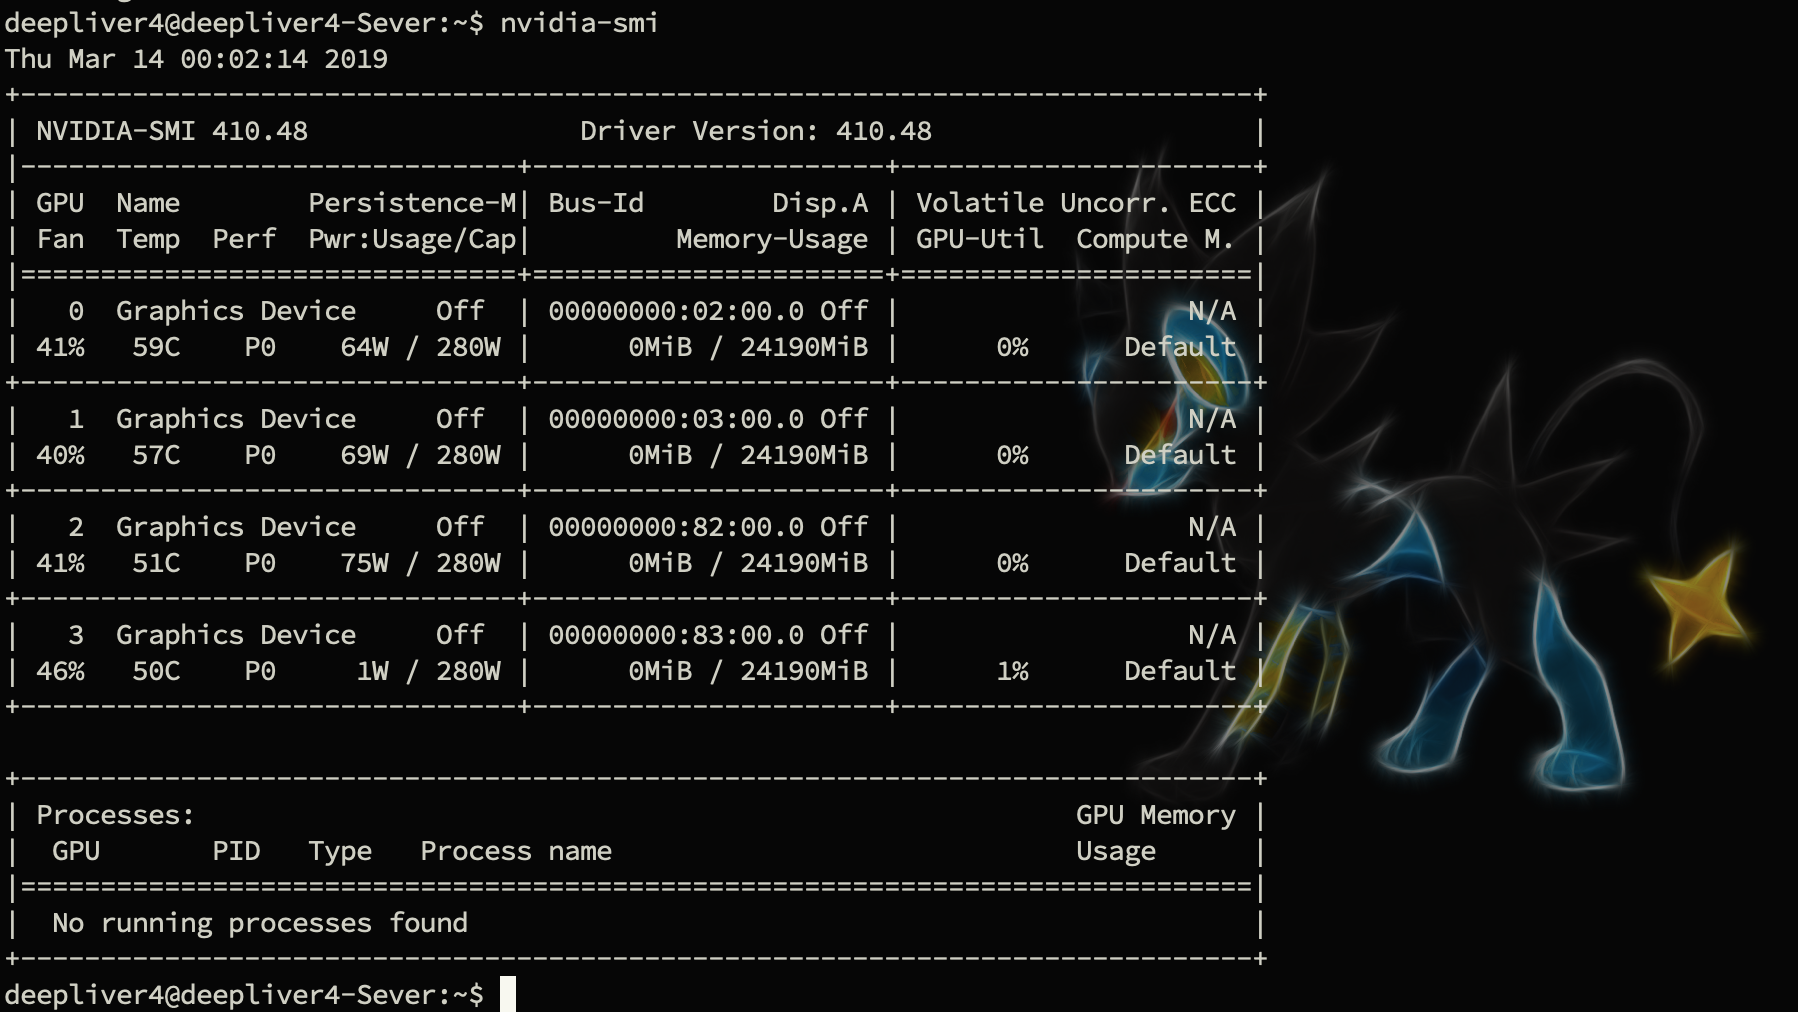 deepliver4@deepliver4-Sever:~$ nvidia-smi
Thu Mar 14 00:02:14 2019
+-----------------------------------------------------------------------------+
| NVIDIA-SMI 410.48                 Driver Version: 410.48                    |
|-------------------------------+----------------------+----------------------+
| GPU  Name        Persistence-M| Bus-Id        Disp.A | Volatile Uncorr. ECC |
| Fan  Temp  Perf  Pwr:Usage/Cap|         Memory-Usage | GPU-Util  Compute M. |
|===============================+======================+======================|
|   0  Graphics Device     Off  | 00000000:02:00.0 Off |                  N/A |
| 41%   59C    P0    64W / 280W |      0MiB / 24190MiB |      0%      Default |
+-------------------------------+----------------------+----------------------+
|   1  Graphics Device     Off  | 00000000:03:00.0 Off |                  N/A |
| 40%   57C    P0    69W / 280W |      0MiB / 24190MiB |      0%      Default |
+-------------------------------+----------------------+----------------------+
|   2  Graphics Device     Off  | 00000000:82:00.0 Off |                  N/A |
| 41%   51C    P0    75W / 280W |      0MiB / 24190MiB |      0%      Default |
+-------------------------------+----------------------+----------------------+
|   3  Graphics Device     Off  | 00000000:83:00.0 Off |                  N/A |
| 46%   50C    P0     1W / 280W |      0MiB / 24190MiB |      1%      Default |
+-------------------------------+----------------------+----------------------+
+-----------------------------------------------------------------------------+
| Processes:                                                       GPU Memory |
|  GPU       PID   Type   Process name                             Usage      |
|=============================================================================|
|  No running processes found                                                 |
+-----------------------------------------------------------------------------+
deepliver4@deepliver4-Sever:~$